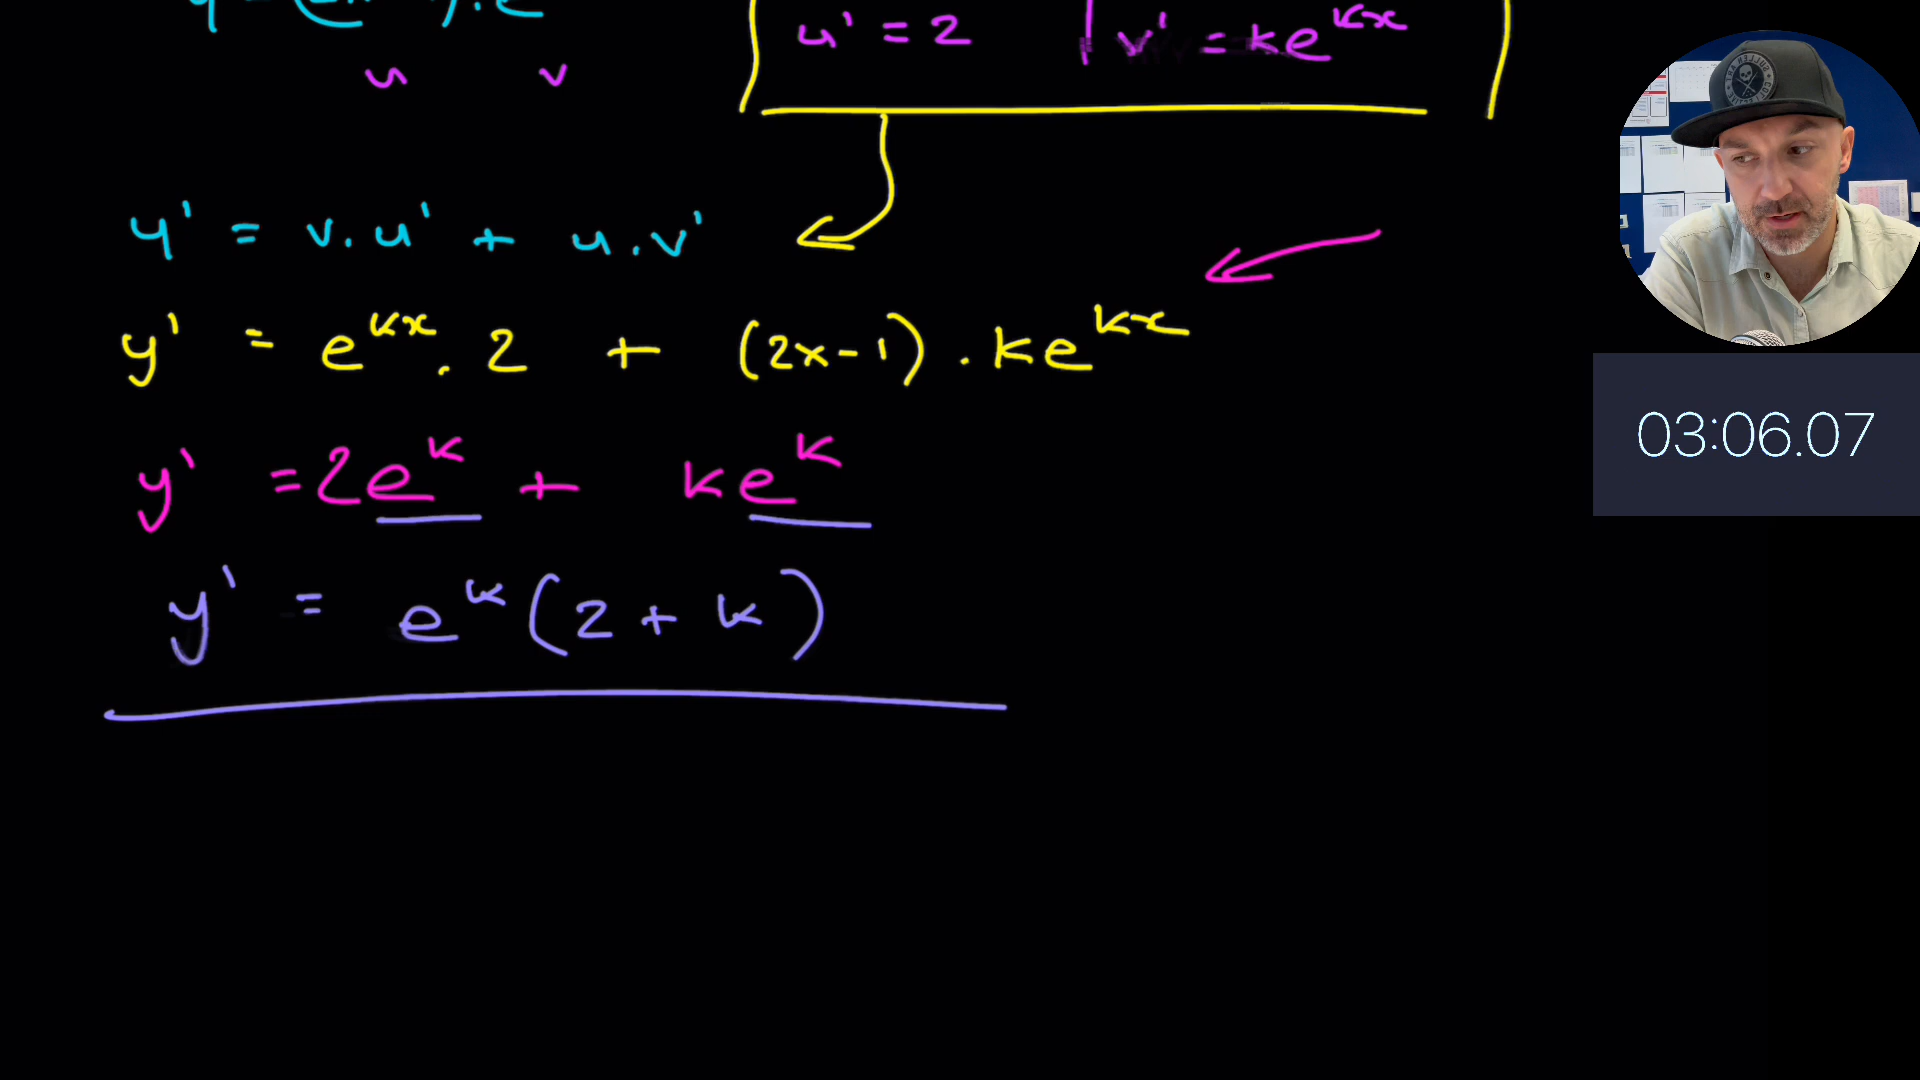 u' = 2 | v' = ke^{kx}
u v
y' = v.u' + u.v'
y' = e^{kx}.2 + (2x-1).ke^{kx}
03:06.07
y' = 2e^{k} + ke^{k}
y' = e^{k}(2+k)